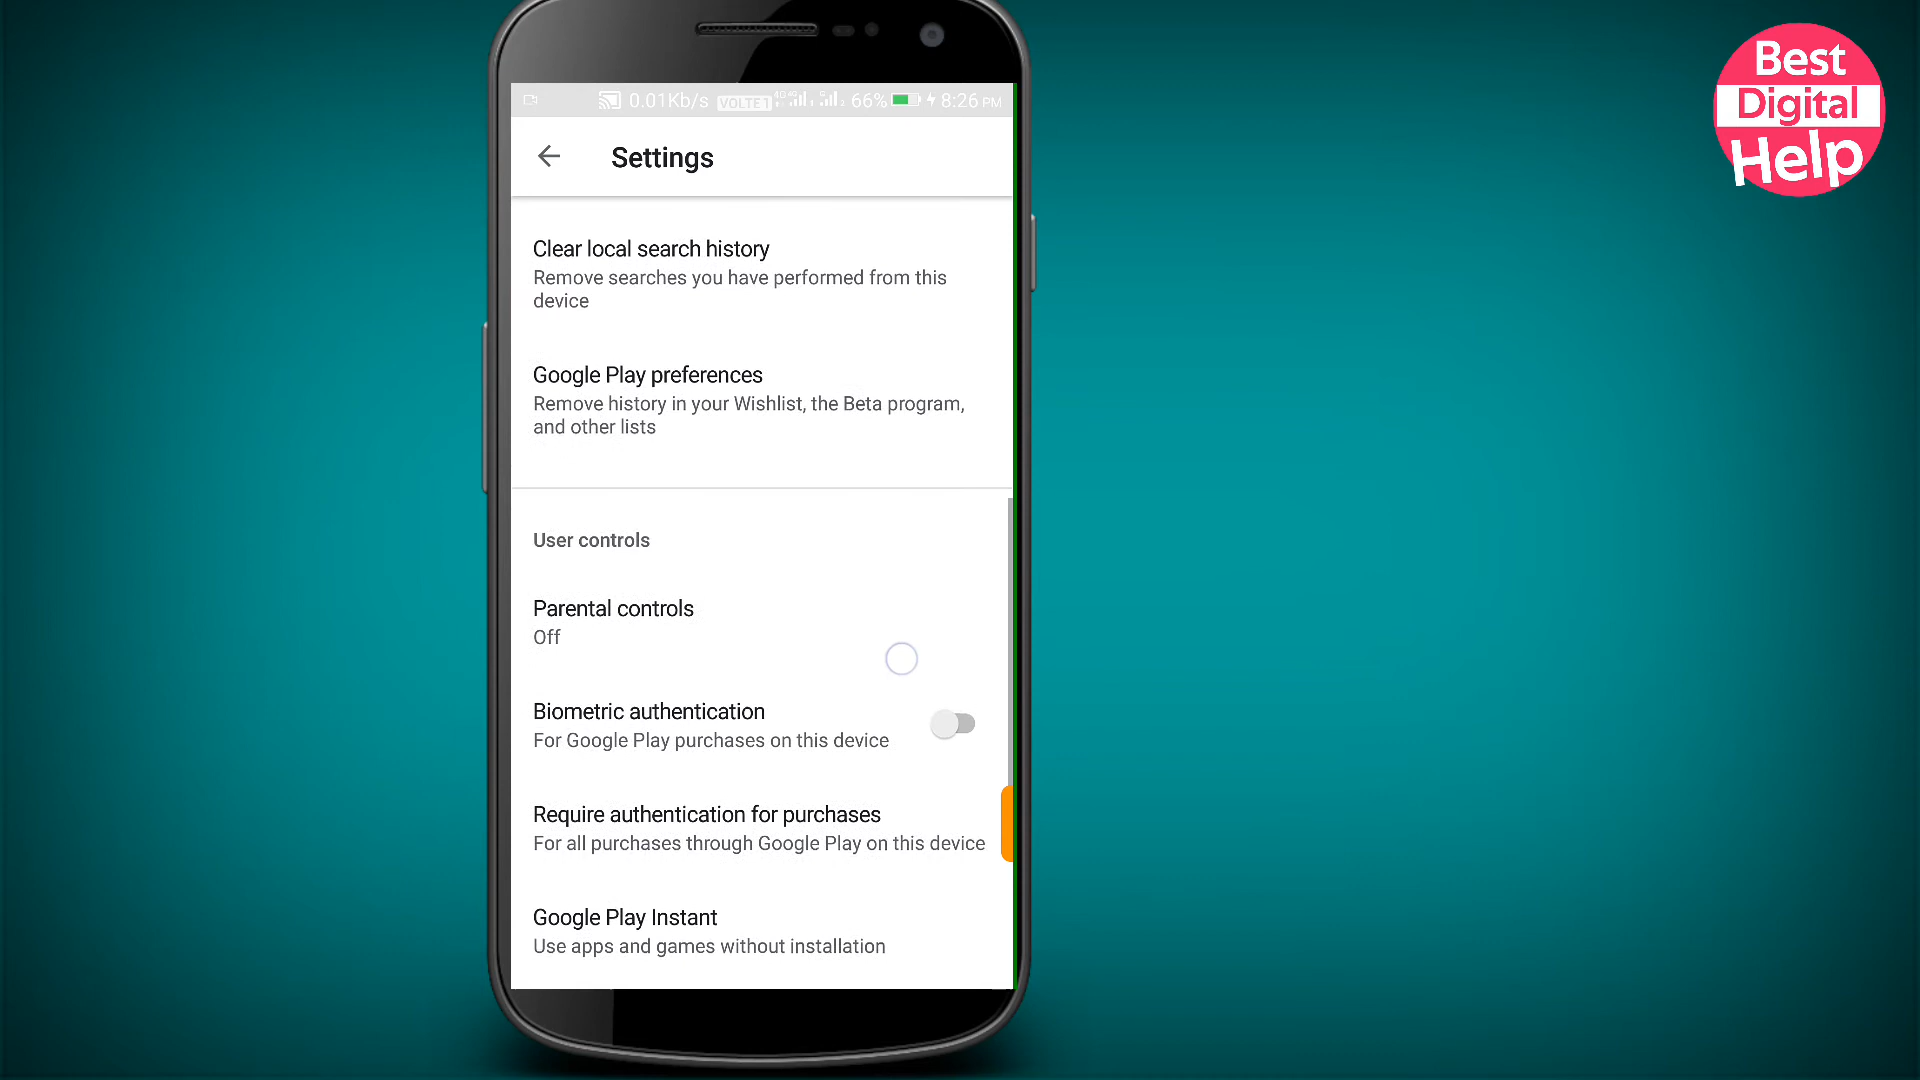 0.01Kb/s VOLTE 1 66% 8:26 PM
Best
Digital
Help
Settings
Clear local search history
Remove searches you have performed from this
device
Google Play preferences
Remove history in your Wishlist, the Beta program,
and other lists
User controls
Parental controls
Off
Biometric authentication
For Google Play purchases on this device
Require authentication for purchases
For all purchases through Google Play on this device
Google Play Instant
Use apps and games without installation